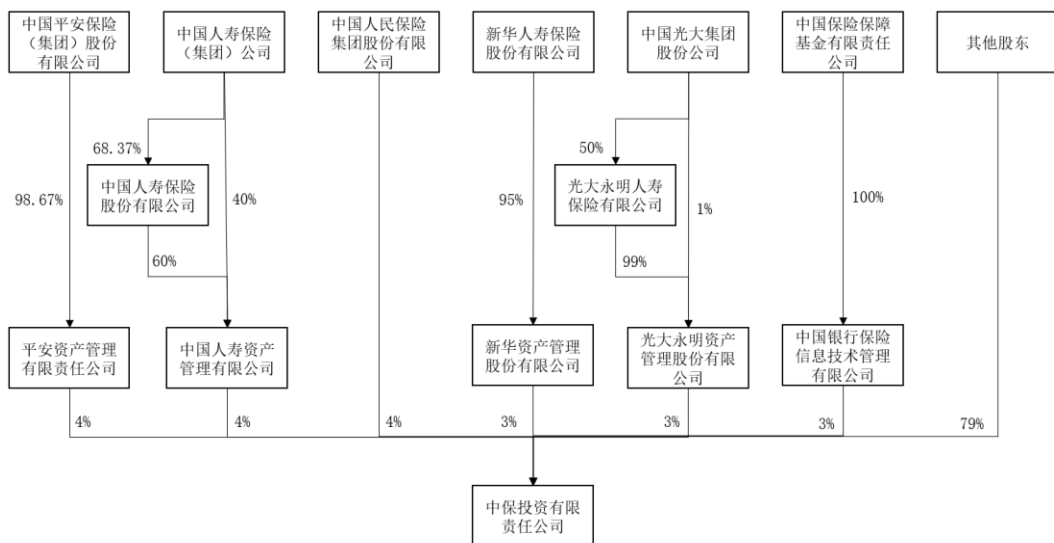 中国平安保险
（集团）股份
有限公司
中国人寿保险
（集团）公司
中国人民保险
集团股份有限
公司
新华人寿保险
股份有限公司
中国光大集团
股份公司
中国保险保障
基金有限责任
公司
其他股东
68.37%
50%
中国人寿保险
股份有限公司
光大永明人寿
保险有限公司
98.67%
40%
95%
1%
100%
60%
99%
平安资产管理
有限责任公司
中国人寿资产
管理有限公司
新华资产管理
股份有限公司
光大永明资产
管理股份有限
公司
中国银行保险
信息技术管理
有限公司
4%
4%
4%
3%
3%
3%
79%
中保投资有限
责任公司